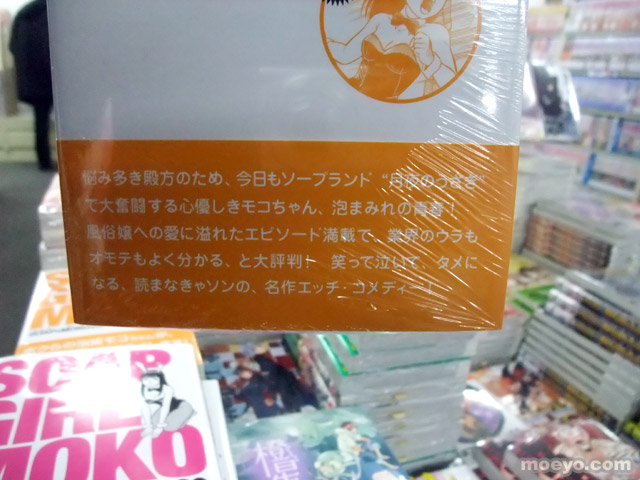 悩み多き殿方のため、今日もソープランド“月夜のうさぎ”
で大奮闘する心優しきモコちゃん、泡まみれの青春！
風俗嬢への愛に溢れたエピソード満載で、業界のウラも
オモテもよく分かる、と大評判！　笑って泣いて、タメに
なる、読まなきゃソンの、名作エッチ・コメディー！
SOAP
GIRL
MOKO
moeyo.com